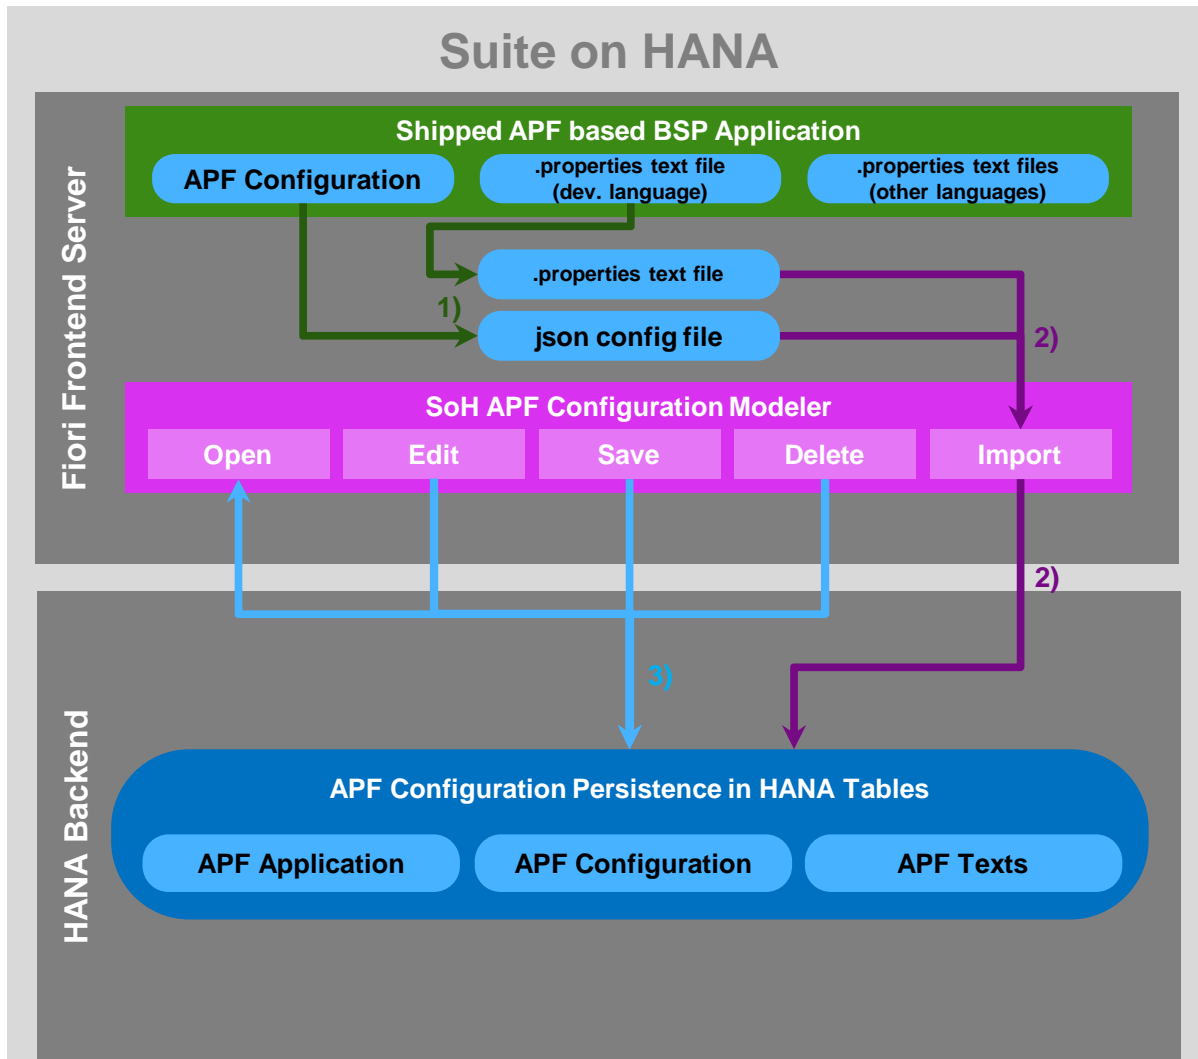 Suite on HANA
Fiori Frontend Server
Shipped APF based BSP Application
APF Configuration
.properties text file
(dev. language)
.properties text files
(other languages)
.properties text file
1)
json config file
2)
SoH APF Configuration Modeler
Open
Edit
Save
Delete
Import
2)
HANA Backend
3)
APF Configuration Persistence in HANA Tables
APF Application
APF Configuration
APF Texts